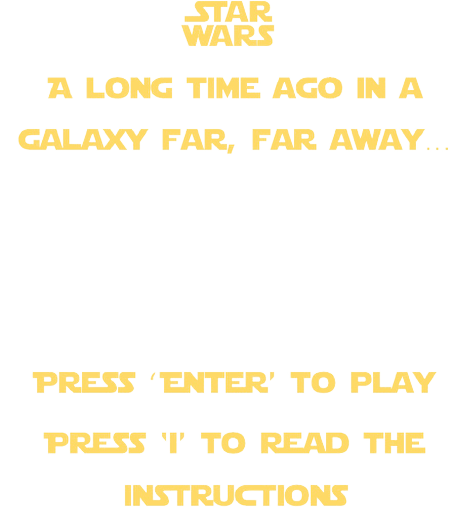 STAR
WARS
A LONG TIME AGO IN A
GALAXY FAR, FAR AWAY...
PRESS ‘ENTER’ TO PLAY
PRESS ‘I’ TO READ THE
INSTRUCTIONS